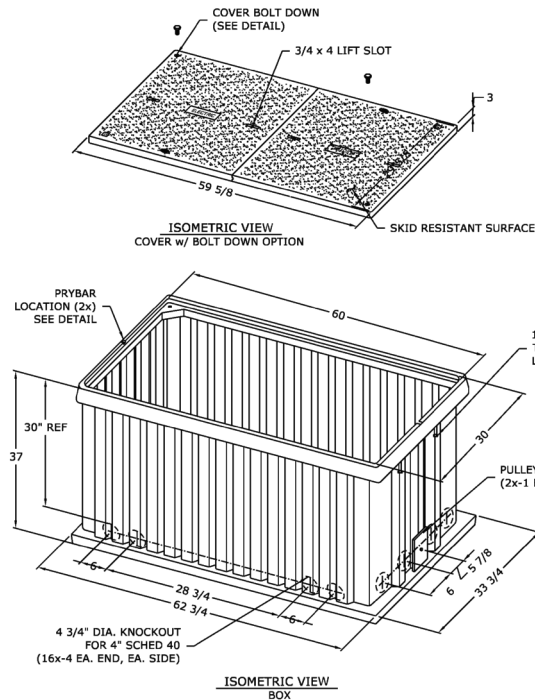 COVER BOLT DOWN
(SEE DETAIL)
3/4 x 4 LIFT SLOT
3
59 5/8
SKID RESISTANT SURFACE
ISOMETRIC VIEW
COVER w/ BOLT DOWN OPTION
PRYBAR
LOCATION (2x)
SEE DETAIL
60
1
L
30" REF
37
30
PULLEY
(2x-1
6
28 3/4
62 3/4
6
6
5 7/8
33 3/4
4 3/4" DIA. KNOCKOUT
FOR 4" SCHED 40
(16x-4 EA. END, EA. SIDE)
ISOMETRIC VIEW
BOX